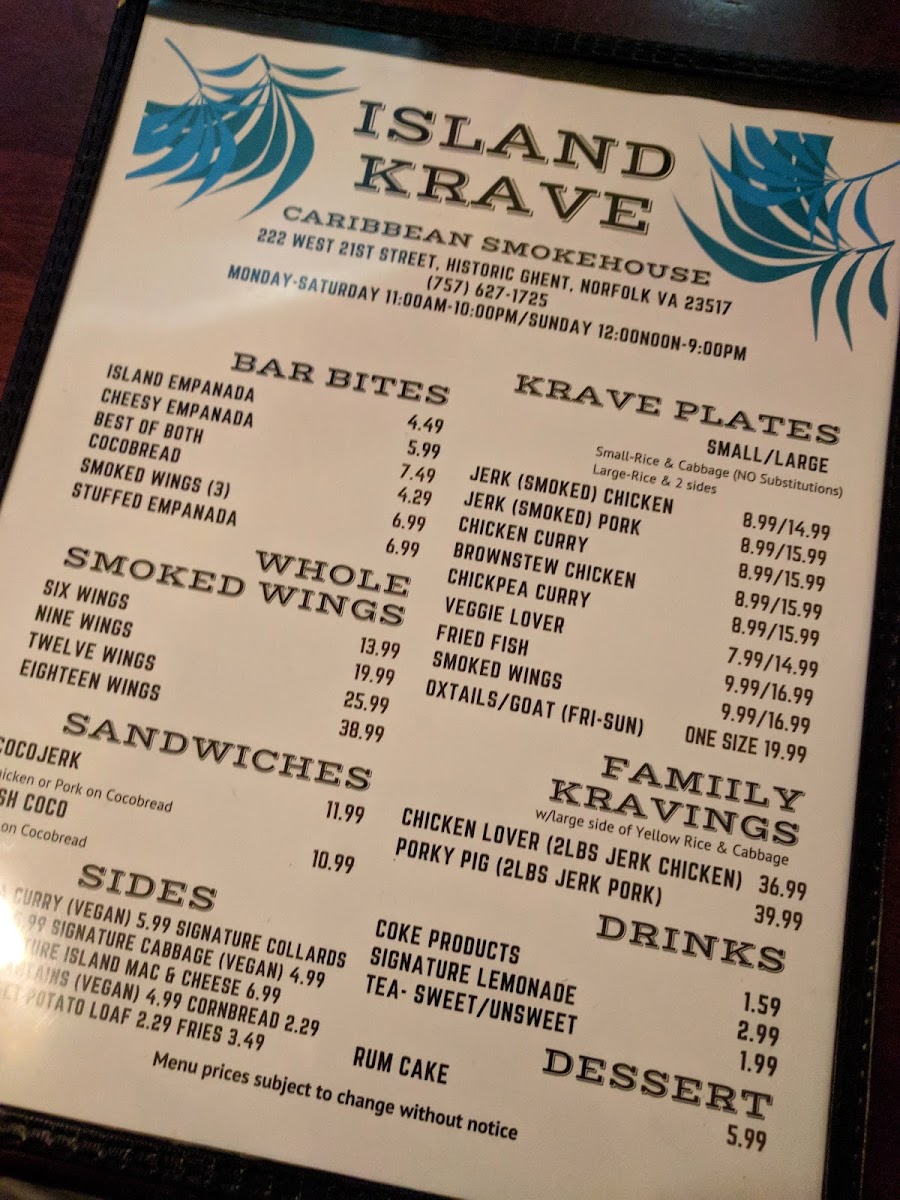 ISLAND
KRAVE
CARIBBEAN SMOKEHOUSE
222 WEST 21ST STREET, HISTORIC GHENT, NORFOLK VA 23517
(757) 627-1725
MONDAY-SATURDAY 11:00AM-10:00PM/SUNDAY 12:00NOON-9:00PM
BAR BITES
ISLAND EMPANADA 4.49
CHEESY EMPANADA 5.99
BEST OF BOTH 7.49
COCOBREAD 4.29
SMOKED WINGS (3) 6.99
STUFFED EMPANADA 6.99
WHOLE
SMOKED WINGS
SIX WINGS 13.99
NINE WINGS 19.99
TWELVE WINGS 25.99
EIGHTEEN WINGS 38.99
SANDWICHES
COCOJERK 11.99
hicken or Pork on Cocobread
SH COCO 10.99
on Cocobread
SIDES
CURRY (VEGAN) 5.99 SIGNATURE COLLARDS
5.99 SIGNATURE CABBAGE (VEGAN) 4.99
TURE ISLAND MAC & CHEESE 6.99
TAINS (VEGAN) 4.99 CORNBREAD 2.29
ET POTATO LOAF 2.29 FRIES 3.49
KRAVE PLATES
SMALL/LARGE
Small-Rice & Cabbage (NO Substitutions)
Large-Rice & 2 sides
JERK (SMOKED) CHICKEN 8.99/14.99
JERK (SMOKED) PORK 8.99/15.99
CHICKEN CURRY 8.99/15.99
BROWNSTEW CHICKEN 8.99/15.99
CHICKPEA CURRY 8.99/15.99
VEGGIE LOVER 7.99/14.99
FRIED FISH 9.99/16.99
SMOKED WINGS 9.99/16.99
OXTAILS/GOAT (FRI-SUN) ONE SIZE 19.99
FAMIILY
KRAVINGS
w/large side of Yellow Rice & Cabbage
CHICKEN LOVER (2LBS JERK CHICKEN) 36.99
PORKY PIG (2LBS JERK PORK) 39.99
DRINKS
COKE PRODUCTS 1.59
SIGNATURE LEMONADE 2.99
TEA- SWEET/UNSWEET 1.99
DESSERT
RUM CAKE 5.99
Menu prices subject to change without notice